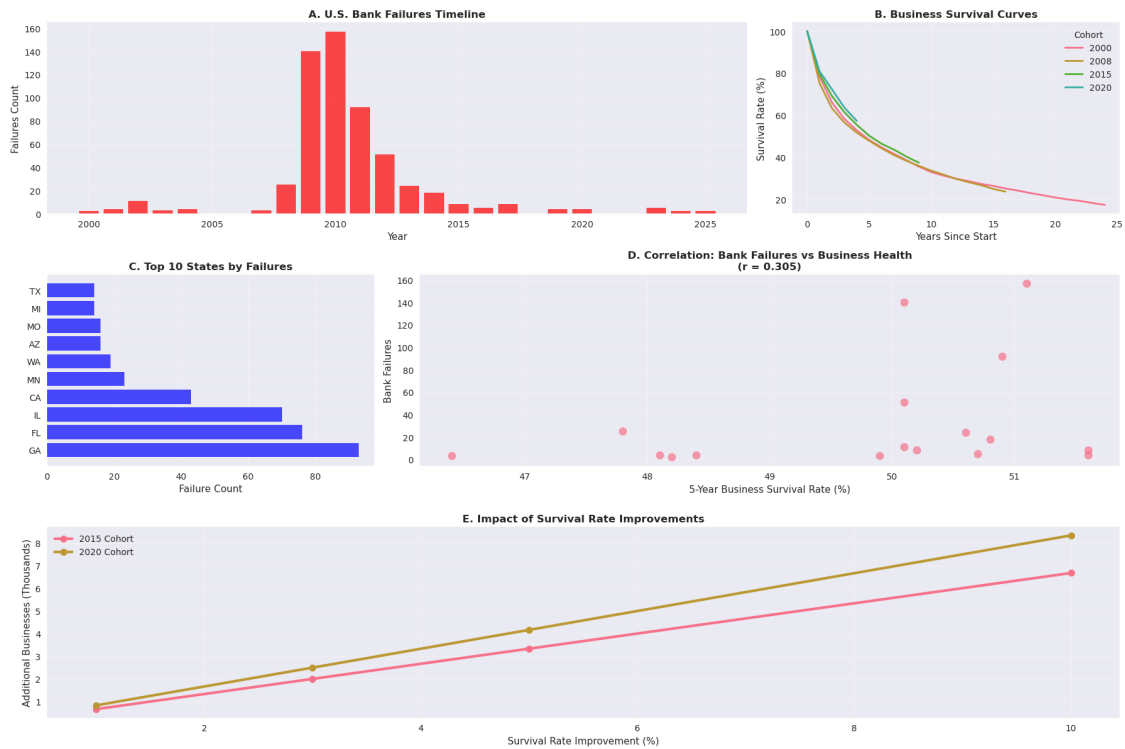 A. U.S. Bank Failures Timeline
Failures Count
160
140
120
100
80
60
40
20
0
2000 2005 2010 2015 2020 2025
Year
B. Business Survival Curves
Survival Rate (%)
100
80
60
40
20
Cohort
2000
2008
2015
2020
0 5 10 15 20 25
Years Since Start
C. Top 10 States by Failures
TX
MI
MO
AZ
WA
MN
CA
IL
FL
GA
0 20 40 60 80
Failure Count
D. Correlation: Bank Failures vs Business Health
(r = 0.305)
Bank Failures
160
140
120
100
80
60
40
20
0
47 48 49 50 51
5-Year Business Survival Rate (%)
E. Impact of Survival Rate Improvements
Additional Businesses (Thousands)
8
7
6
5
4
3
2
1
2015 Cohort
2020 Cohort
2 4 6 8 10
Survival Rate Improvement (%)